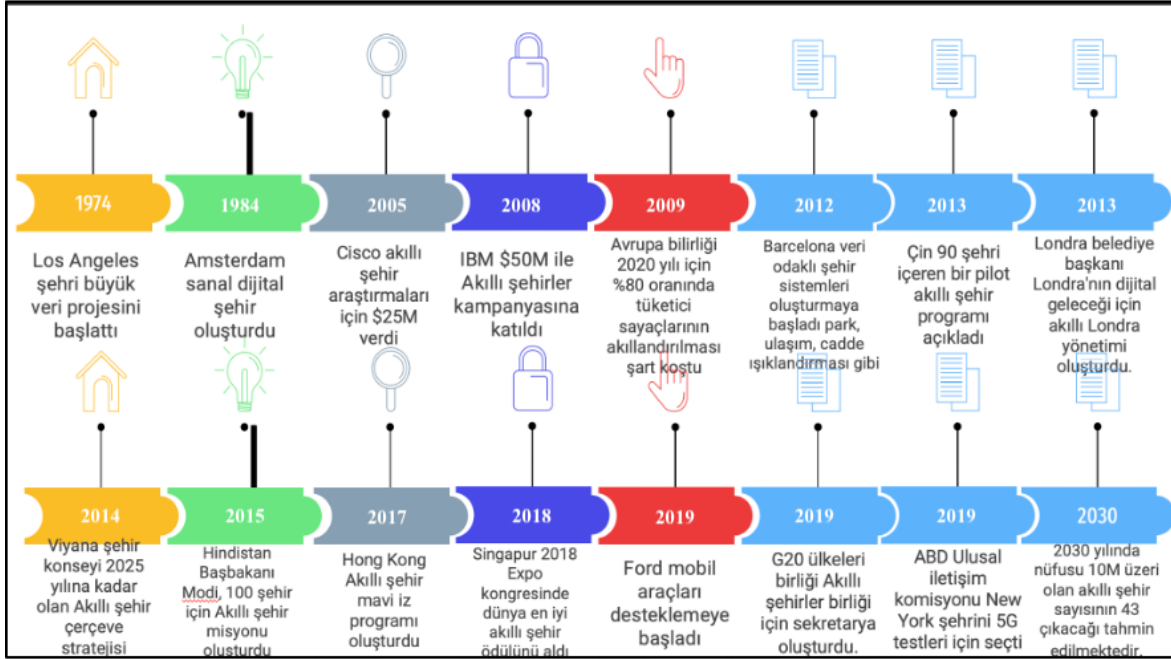 1974
Los Angeles
şehri büyük
veri projesini
başlattı
1984
Amsterdam
sanal dijital
şehir
oluşturdu
2005
Cisco akıllı
şehir
araştırmaları
için $25M
verdi
2008
IBM $50M ile
Akıllı şehirler
kampanyasına
katıldı
2009
Avrupa bilirliği
2020 yılı için
%80 oranında
tüketici
sayaçlarının
akıllandırılması
şart koştu
2012
Barcelona veri
odaklı şehir
sistemleri
oluşturmaya
başladı park,
ulaşım, cadde
ışıklandırması gibi
2013
Çin 90 şehri
içeren bir pilot
akıllı şehir
programı
açıkladı
2013
Londra belediye
başkanı
Londra'nın dijital
geleceği için
akıllı Londra
yönetimi
oluşturdu.
2014
Viyana şehir
konseyi 2025
yılına kadar
olan Akıllı şehir
çerçeve
stratejisi
2015
Hindistan
Başbakanı
Modi, 100 şehir
için Akıllı şehir
misyonu
oluşturdu
2017
Hong Kong
Akıllı şehir
mavi iz
programı
oluşturdu
2018
Singapur 2018
Expo
kongresinde
dünya en iyi
akıllı şehir
ödülünü aldı
2019
Ford mobil
araçları
desteklemeye
başladı
2019
G20 ülkeleri
birliği Akıllı
şehirler birliği
için sekretarya
oluşturdu.
2019
ABD Ulusal
iletişim
komisyonu New
York şehrini 5G
testleri için seçti
2030
2030 yılında
nüfusu 10M üzeri
olan akıllı şehir
sayısının 43
çıkacağı tahmin
edilmektedir.